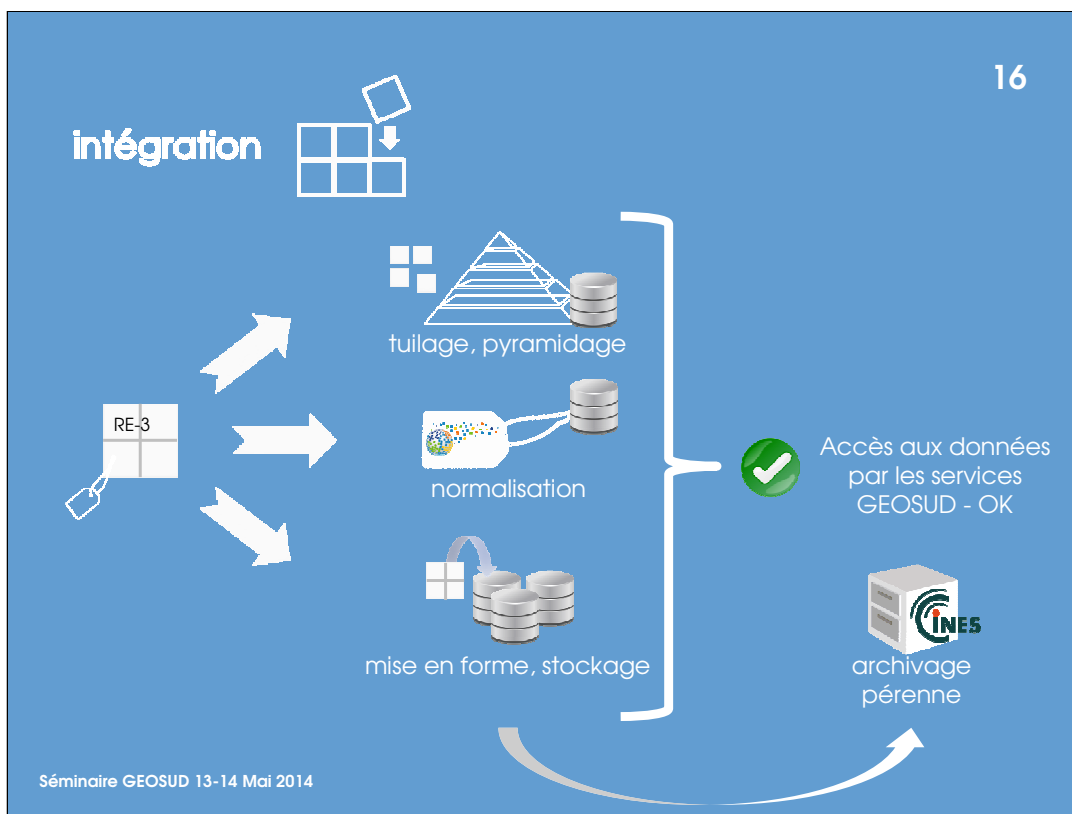 16
intégration
tuilage, pyramidage
RE-3
normalisation
Accès aux données
par les services
GEOSUD - OK
mise en forme, stockage
CINES
archivage
pérenne
Séminaire GEOSUD 13-14 Mai 2014